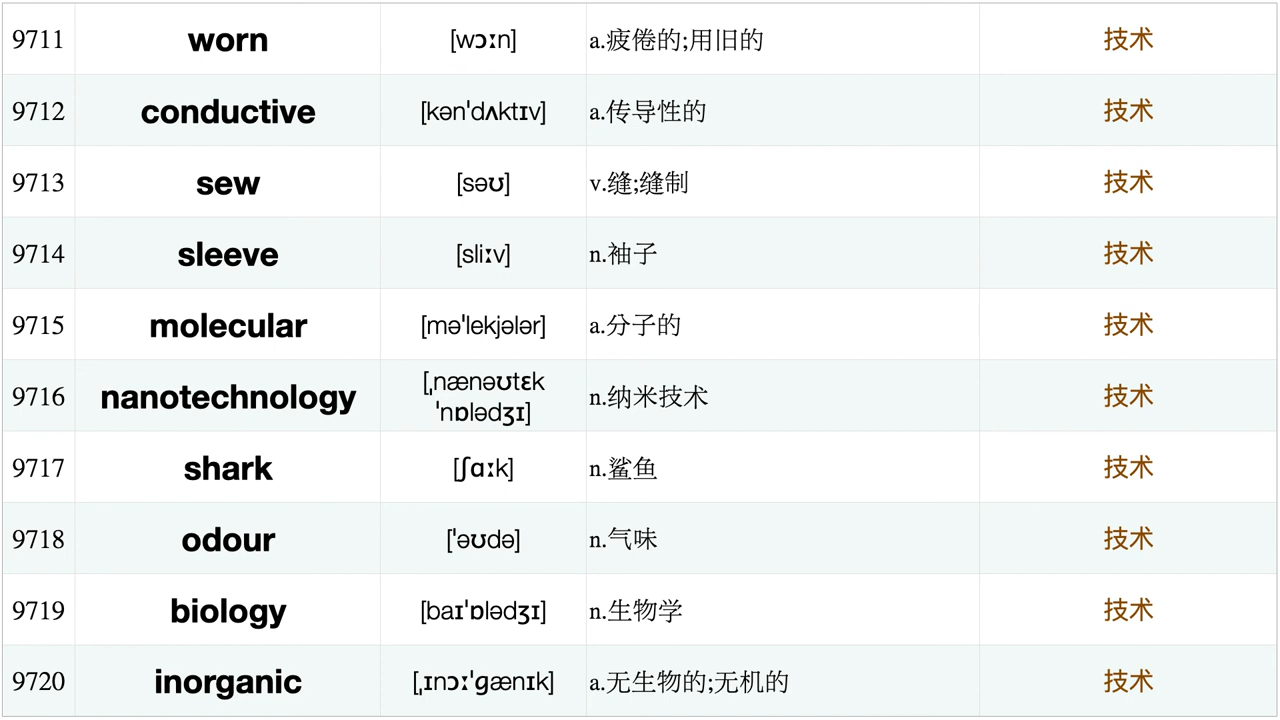 9711 worn [wɔːn] a.疲倦的;用旧的 技术
9712 conductive [kən'dʌktɪv] a.传导性的 技术
9713 sew [səʊ] v.缝;缝制 技术
9714 sleeve [sliːv] n.袖子 技术
9715 molecular [mə'lekjələr] a.分子的 技术
9716 nanotechnology [ˌnænəʊtɛk 'nɒlədʒɪ] n.纳米技术 技术
9717 shark [ʃɑːk] n.鲨鱼 技术
9718 odour ['əʊdə] n.气味 技术
9719 biology [baɪ'ɒlədʒɪ] n.生物学 技术
9720 inorganic [ˌɪnɔː'ɡænɪk] a.无生物的;无机的 技术